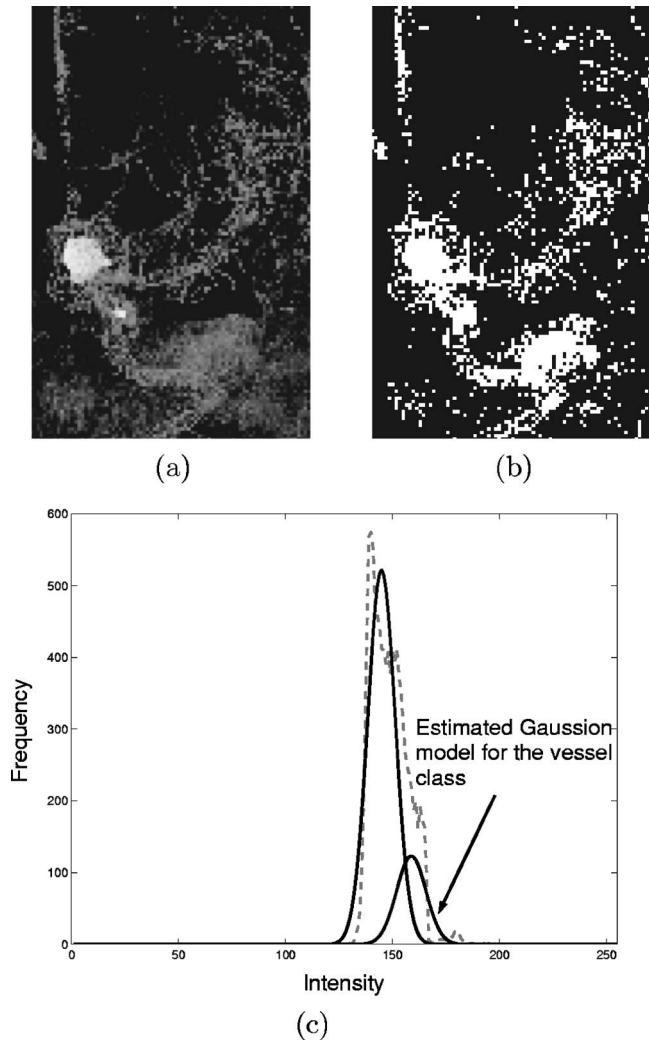 (a)
(b)
600
500
400
300
200
100
0
Frequency
Estimated Gaussion
model for the vessel
class
0
50
100
150
200
250
Intensity
(c)